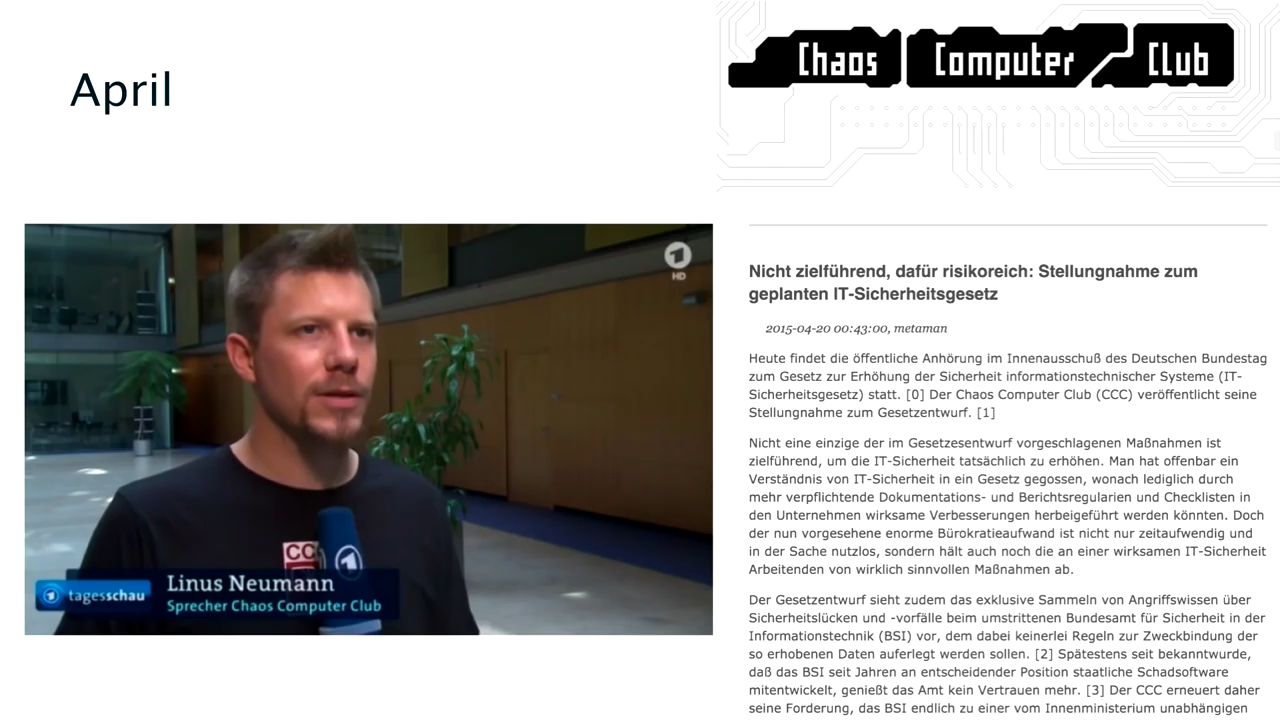 April
Chaos Computer Club
HD
CC
tagesschau
Linus Neumann
Sprecher Chaos Computer Club
Nicht zielführend, dafür risikoreich: Stellungnahme zum
geplanten IT-Sicherheitsgesetz
2015-04-20 00:43:00, metaman
Heute findet die öffentliche Anhörung im Innenausschuß des Deutschen Bundestag
zum Gesetz zur Erhöhung der Sicherheit informationstechnischer Systeme (IT-
Sicherheitsgesetz) statt. [0] Der Chaos Computer Club (CCC) veröffentlicht seine
Stellungnahme zum Gesetzentwurf. [1]
Nicht eine einzige der im Gesetzesentwurf vorgeschlagenen Maßnahmen ist
zielführend, um die IT-Sicherheit tatsächlich zu erhöhen. Man hat offenbar ein
Verständnis von IT-Sicherheit in ein Gesetz gegossen, wonach lediglich durch
mehr verpflichtende Dokumentations- und Berichtsregularien und Checklisten in
den Unternehmen wirksame Verbesserungen herbeigeführt werden könnten. Doch
der nun vorgesehene enorme Bürokratieaufwand ist nicht nur zeitaufwendig und
in der Sache nutzlos, sondern hält auch noch die an einer wirksamen IT-Sicherheit
Arbeitenden von wirklich sinnvollen Maßnahmen ab.
Der Gesetzentwurf sieht zudem das exklusive Sammeln von Angriffswissen über
Sicherheitslücken und -vorfälle beim umstrittenen Bundesamt für Sicherheit in der
Informationstechnik (BSI) vor, dem dabei keinerlei Regeln zur Zweckbindung der
so erhobenen Daten auferlegt werden sollen. [2] Spätestens seit bekanntwurde,
daß das BSI seit Jahren an entscheidender Position staatliche Schadsoftware
mitentwickelt, genießt das Amt kein Vertrauen mehr. [3] Der CCC erneuert daher
seine Forderung, das BSI endlich zu einer vom Innenministerium unabhängigen